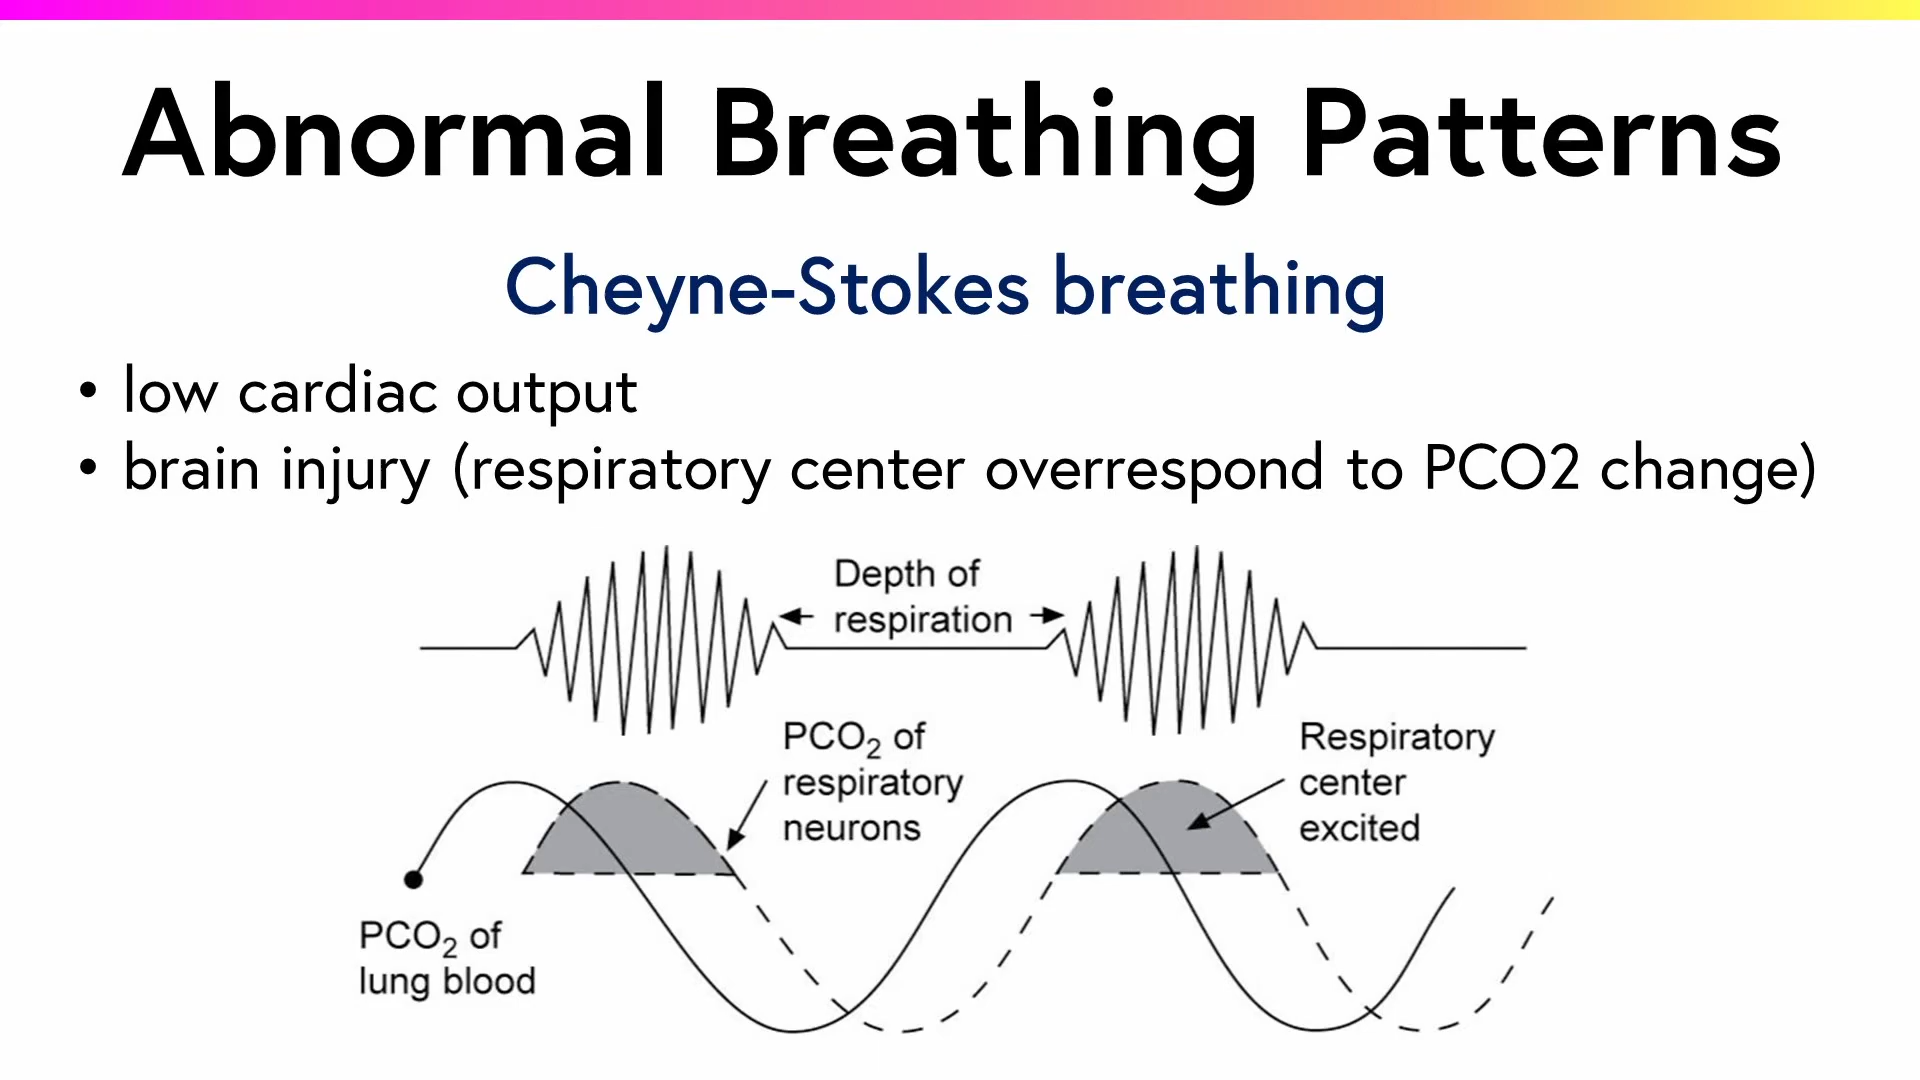 Abnormal Breathing Patterns
Cheyne-Stokes breathing
• low cardiac output
• brain injury (respiratory center overrespond to PCO2 change)
Depth of
respiration
PCO₂ of
respiratory
neurons
Respiratory
center
excited
PCO₂ of
lung blood